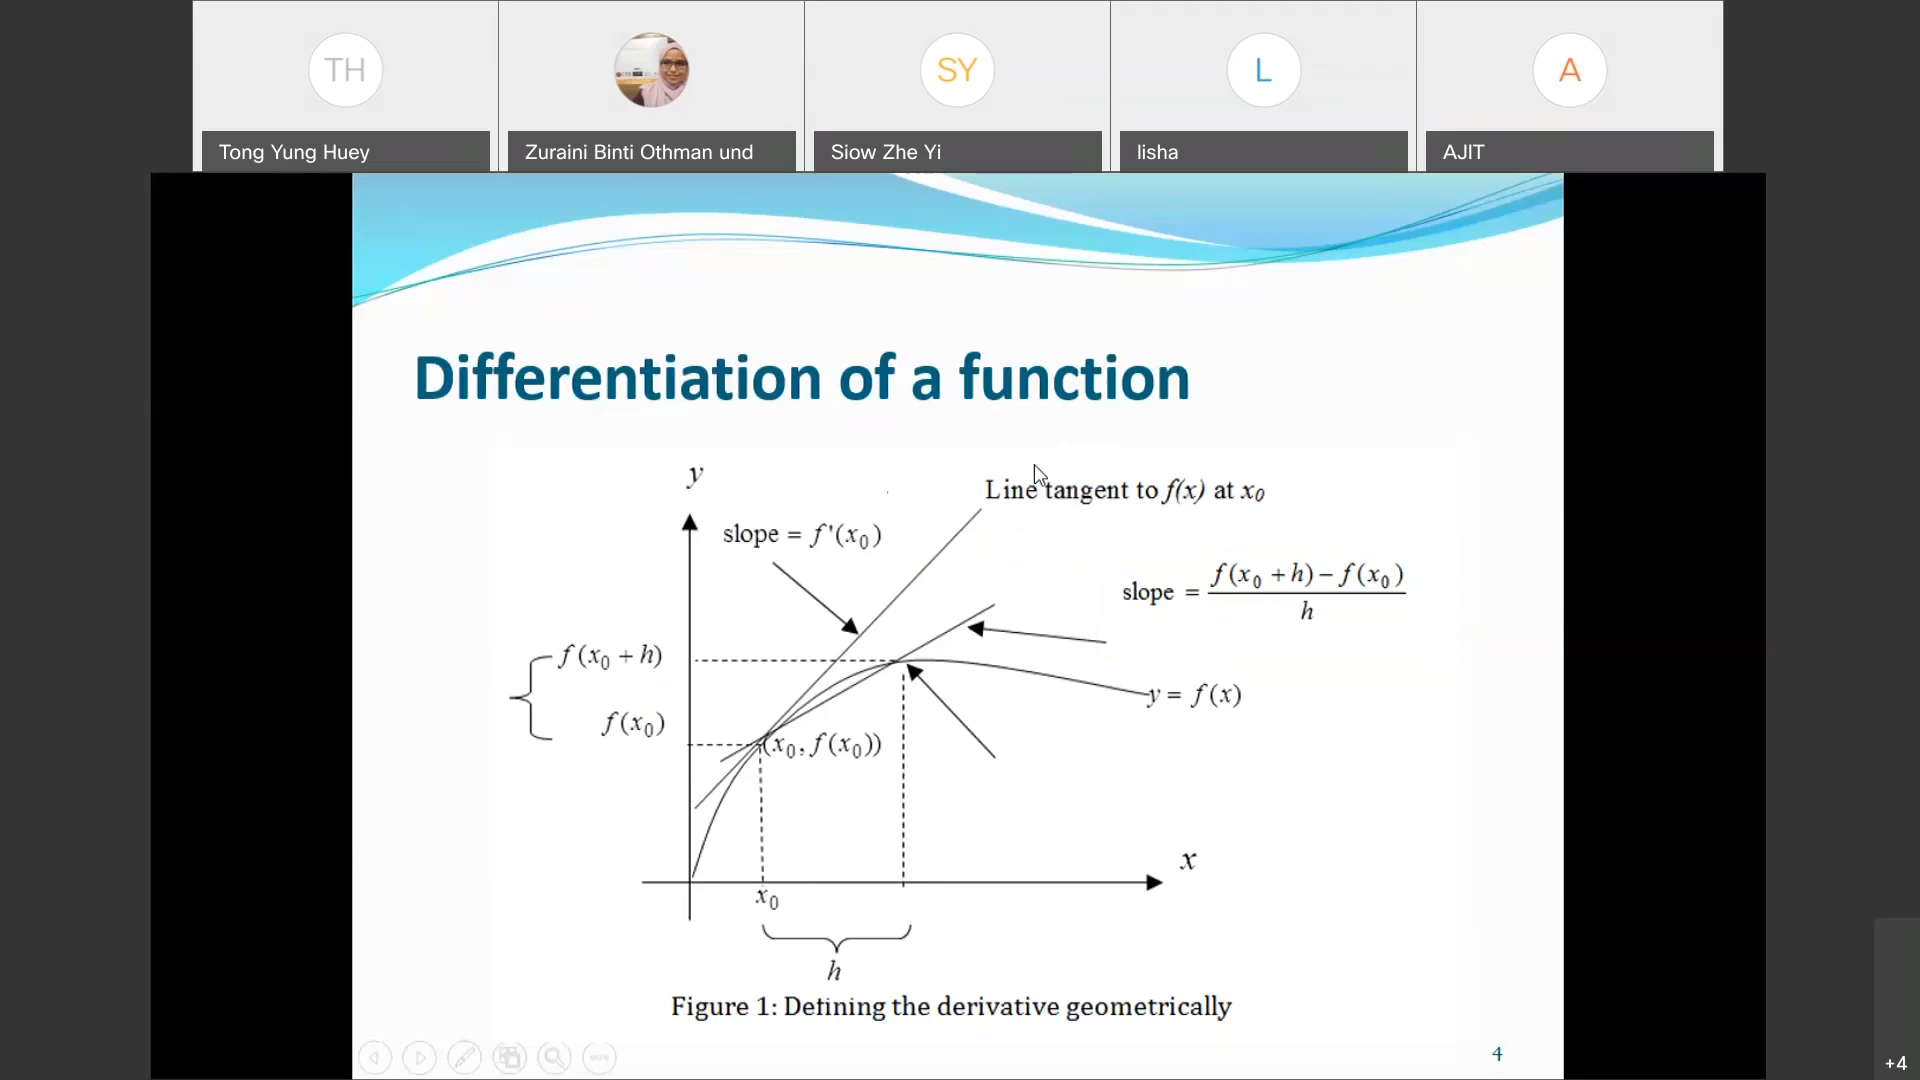 TH
SY
L
A
Tong Yung Huey
Zuraini Binti Othman und
Siow Zhe Yi
lisha
AJIT
Differentiation of a function
y
Line tangent to f(x) at x₀
slope = f'(x₀)
slope = \frac{f(x₀ + h) − f(x₀)}{h}
f(x₀ + h)
y = f(x)
f(x₀)
(x₀, f(x₀))
x
x₀
h
Figure 1: Defining the derivative geometrically
4
+4